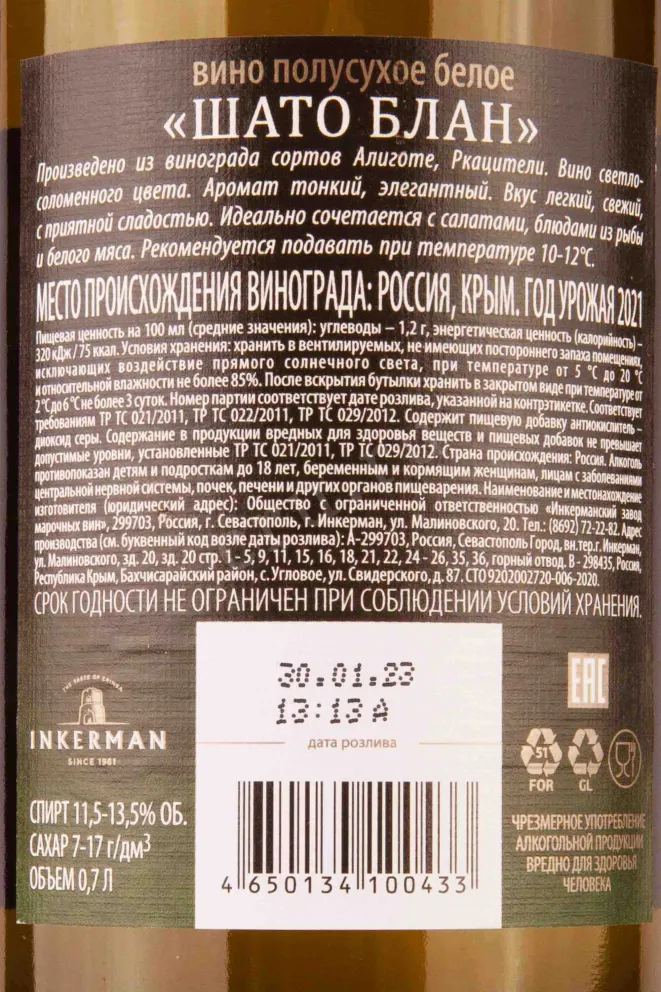 ВИНО ПОЛУСУХОЕ БЕЛОЕ
«ШАТО БЛАН»
Произведено из винограда сортов Алиготе, Ркацители. Вино светло-
соломенного цвета. Аромат тонкий, элегантный. Вкус легкий, свежий,
с приятной сладостью. Идеально сочетается с салатами, блюдами из рыбы
и белого мяса. Рекомендуется подавать при температуре 10-12°С.
МЕСТО ПРОИСХОЖДЕНИЯ ВИНОГРАДА: РОССИЯ, КРЫМ. ГОД УРОЖАЯ 2021
Пищевая ценность на 100 мл (средние значения): углеводы – 1,2 г, энергетическая ценность (калорийность) –
320 кДж / 75 ккал. Условия хранения: хранить в вентилируемых, не имеющих постороннего запаха помещениях,
исключающих воздействие прямого солнечного света, при температуре от 5 °С до 20 °С
и относительной влажности не более 85%. После вскрытия бутылки хранить в закрытом виде при температуре от
2 °С до 6 °С не более 3 суток. Номер партии соответствует дате розлива, указанной на контрэтикетке. Соответствует
требованиям ТР ТС 021/2011, ТР ТС 022/2011, ТР ТС 029/2012. Содержит пищевую добавку антиокислитель –
диоксид серы. Содержание в продукции вредных для здоровья веществ и пищевых добавок не превышает
допустимые уровни, установленные ТР ТС 021/2011, ТР ТС 029/2012. Страна происхождения: Россия. Алкоголь
противопоказан детям и подросткам до 18 лет, беременным и кормящим женщинам, лицам с заболеваниями
центральной нервной системы, почек, печени и других органов пищеварения. Наименование и местонахождение
изготовителя (юридический адрес): Общество с ограниченной ответственностью «Инкерманский завод
марочных вин», 299703, Россия, г. Севастополь, г. Инкерман, ул. Малиновского, 20. Тел.: (8692) 72-22-82. Адрес
производства (см. буквенный код возле даты розлива): А-299703, Россия, Севастополь Город, вн.тер.г. Инкерман,
ул. Малиновского, зд. 20, зд. 20 стр. 1 - 5, 9, 11, 15, 16, 18, 21, 22, 24 - 26, 35, 36, горный отвод. В - 298435, Россия,
Республика Крым, Бахчисарайский район, с. Угловое, ул. Свидерского, д. 87. СТО 9202002720-006-2020.
СРОК ГОДНОСТИ НЕ ОГРАНИЧЕН ПРИ СОБЛЮДЕНИИ УСЛОВИЙ ХРАНЕНИЯ.
THE TASTE OF CRIMEA
INKERMAN
SINCE 1961
СПИРТ 11,5-13,5% ОБ.
САХАР 7-17 г/дм³
ОБЪЕМ 0,7 Л
30.01.23
13:13 A
дата розлива
4 650134 100433
EAC
51
FOR
GL
ЧРЕЗМЕРНОЕ УПОТРЕБЛЕНИЕ
АЛКОГОЛЬНОЙ ПРОДУКЦИИ
ВРЕДНО ДЛЯ ЗДОРОВЬЯ
ЧЕЛОВЕКА